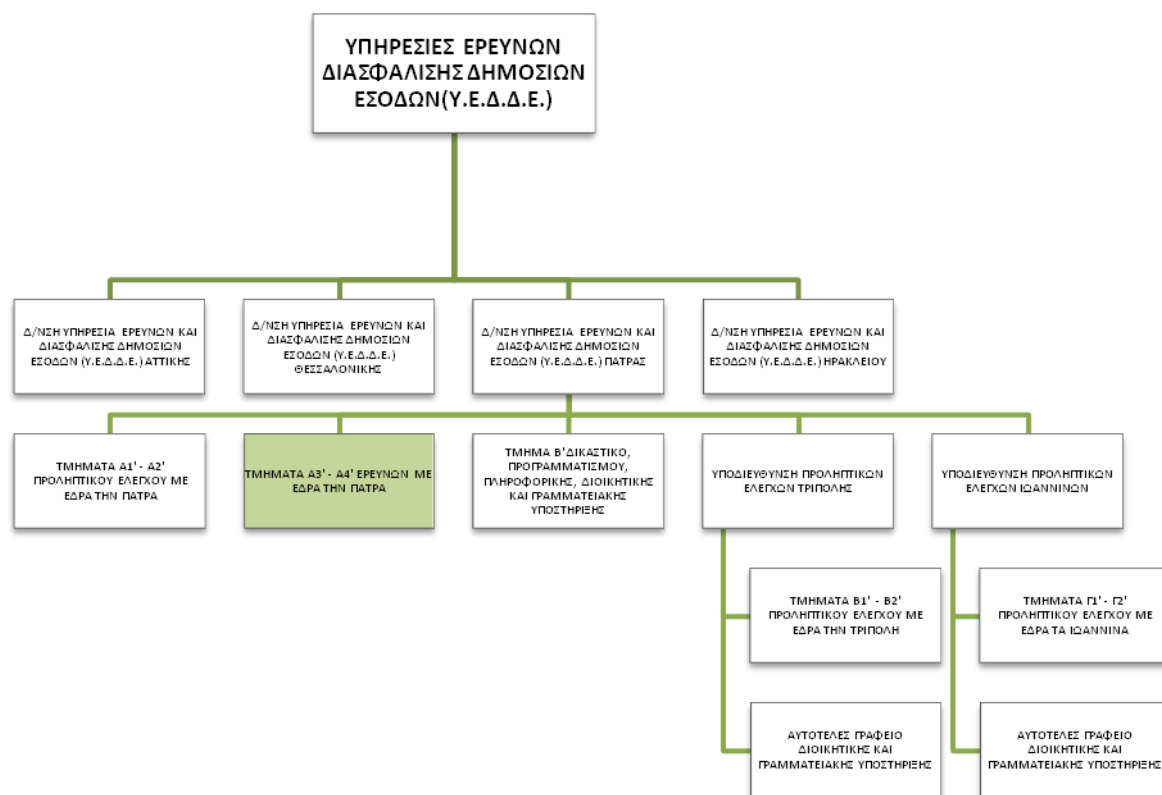 ΥΠΗΡΕΣΙΕΣ ΕΡΕΥΝΩΝ
ΔΙΑΣΦΑΛΙΣΗΣ ΔΗΜΟΣΙΩΝ
ΕΣΟΔΩΝ(Υ.Ε.Δ.Δ.Ε.)
Δ/ΝΣΗ ΥΠΗΡΕΣΙΑ ΕΡΕΥΝΩΝ ΚΑΙ
ΔΙΑΣΦΑΛΙΣΗΣ ΔΗΜΟΣΙΩΝ
ΕΣΟΔΩΝ (Υ.Ε.Δ.Δ.Ε.) ΑΤΤΙΚΗΣ
Δ/ΝΣΗ ΥΠΗΡΕΣΙΑ ΕΡΕΥΝΩΝ ΚΑΙ
ΔΙΑΣΦΑΛΙΣΗΣ ΔΗΜΟΣΙΩΝ
ΕΣΟΔΩΝ (Υ.Ε.Δ.Δ.Ε.)
ΘΕΣΣΑΛΟΝΙΚΗΣ
Δ/ΝΣΗ ΥΠΗΡΕΣΙΑ ΕΡΕΥΝΩΝ ΚΑΙ
ΔΙΑΣΦΑΛΙΣΗΣ ΔΗΜΟΣΙΩΝ
ΕΣΟΔΩΝ (Υ.Ε.Δ.Δ.Ε.) ΠΑΤΡΑΣ
Δ/ΝΣΗ ΥΠΗΡΕΣΙΑ ΕΡΕΥΝΩΝ ΚΑΙ
ΔΙΑΣΦΑΛΙΣΗΣ ΔΗΜΟΣΙΩΝ
ΕΣΟΔΩΝ (Υ.Ε.Δ.Δ.Ε.) ΗΡΑΚΛΕΙΟΥ
ΤΜΗΜΑΤΑ Α1' - Α2'
ΠΡΟΛΗΠΤΙΚΟΥ ΕΛΕΓΧΟΥ ΜΕ
ΕΔΡΑ ΤΗΝ ΠΑΤΡΑ
ΤΜΗΜΑΤΑ Α3' - Α4' ΕΡΕΥΝΩΝ ΜΕ
ΕΔΡΑ ΤΗΝ ΠΑΤΡΑ
ΤΜΗΜΑ Β' ΔΙΚΑΣΤΙΚΟ,
ΠΡΟΓΡΑΜΜΑΤΙΣΜΟΥ,
ΠΛΗΡΟΦΟΡΙΚΗΣ, ΔΙΟΙΚΗΤΙΚΗΣ
ΚΑΙ ΓΡΑΜΜΑΤΕΙΑΚΗΣ
ΥΠΟΣΤΗΡΙΞΗΣ
ΥΠΟΔΙΕΥΘΥΝΣΗ ΠΡΟΛΗΠΤΙΚΩΝ
ΕΛΕΓΧΩΝ ΤΡΙΠΟΛΗΣ
ΥΠΟΔΙΕΥΘΥΝΣΗ ΠΡΟΛΗΠΤΙΚΩΝ
ΕΛΕΓΧΩΝ ΙΩΑΝΝΙΝΩΝ
ΤΜΗΜΑΤΑ Β1' - Β2'
ΠΡΟΛΗΠΤΙΚΟΥ ΕΛΕΓΧΟΥ ΜΕ
ΕΔΡΑ ΤΗΝ ΤΡΙΠΟΛΗ
ΤΜΗΜΑΤΑ Γ1' - Γ2'
ΠΡΟΛΗΠΤΙΚΟΥ ΕΛΕΓΧΟΥ ΜΕ
ΕΔΡΑ ΤΑ ΙΩΑΝΝΙΝΑ
ΑΥΤΟΤΕΛΕΣ ΓΡΑΦΕΙΟ
ΔΙΟΙΚΗΤΙΚΗΣ ΚΑΙ
ΓΡΑΜΜΑΤΕΙΑΚΗΣ ΥΠΟΣΤΗΡΙΞΗΣ
ΑΥΤΟΤΕΛΕΣ ΓΡΑΦΕΙΟ
ΔΙΟΙΚΗΤΙΚΗΣ ΚΑΙ
ΓΡΑΜΜΑΤΕΙΑΚΗΣ ΥΠΟΣΤΗΡΙΞΗΣ